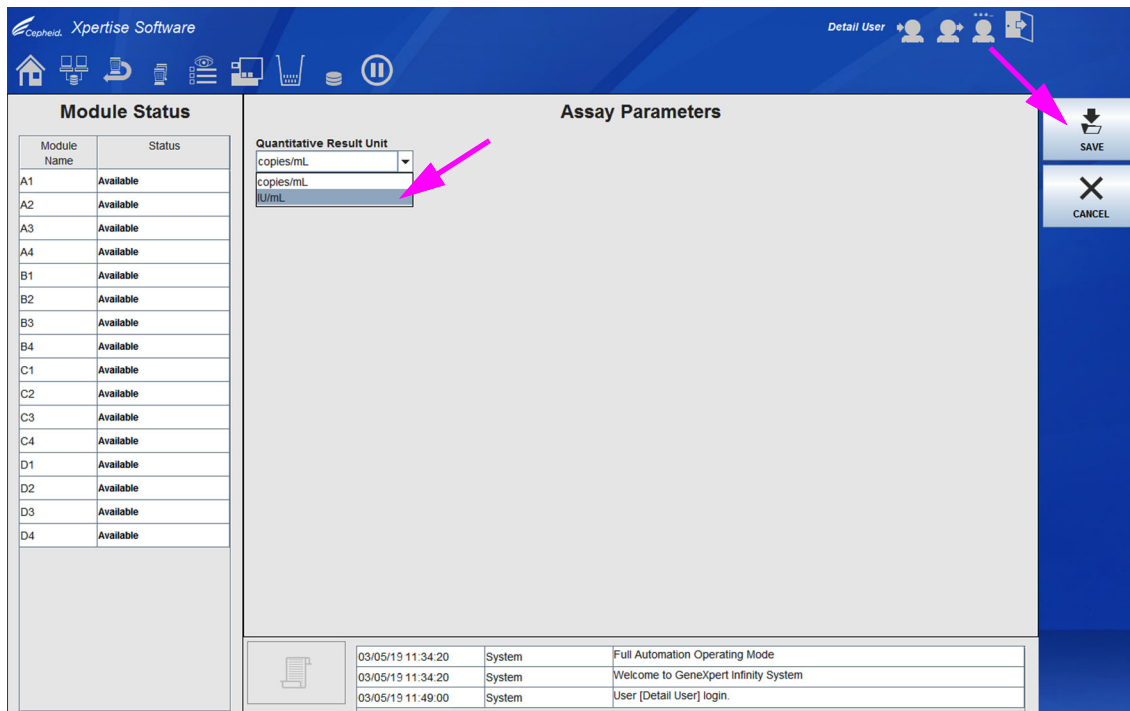 Cepheid. Xpertise Software
Detail User
Module Status
Module Name Status
A1 Available
A2 Available
A3 Available
A4 Available
B1 Available
B2 Available
B3 Available
B4 Available
C1 Available
C2 Available
C3 Available
C4 Available
D1 Available
D2 Available
D3 Available
D4 Available
Assay Parameters
Quantitative Result Unit
copies/mL
copies/mL
IU/mL
SAVE
CANCEL
03/05/19 11:34:20 System Full Automation Operating Mode
03/05/19 11:34:20 System Welcome to GeneXpert Infinity System
03/05/19 11:49:00 System User [Detail User] login.